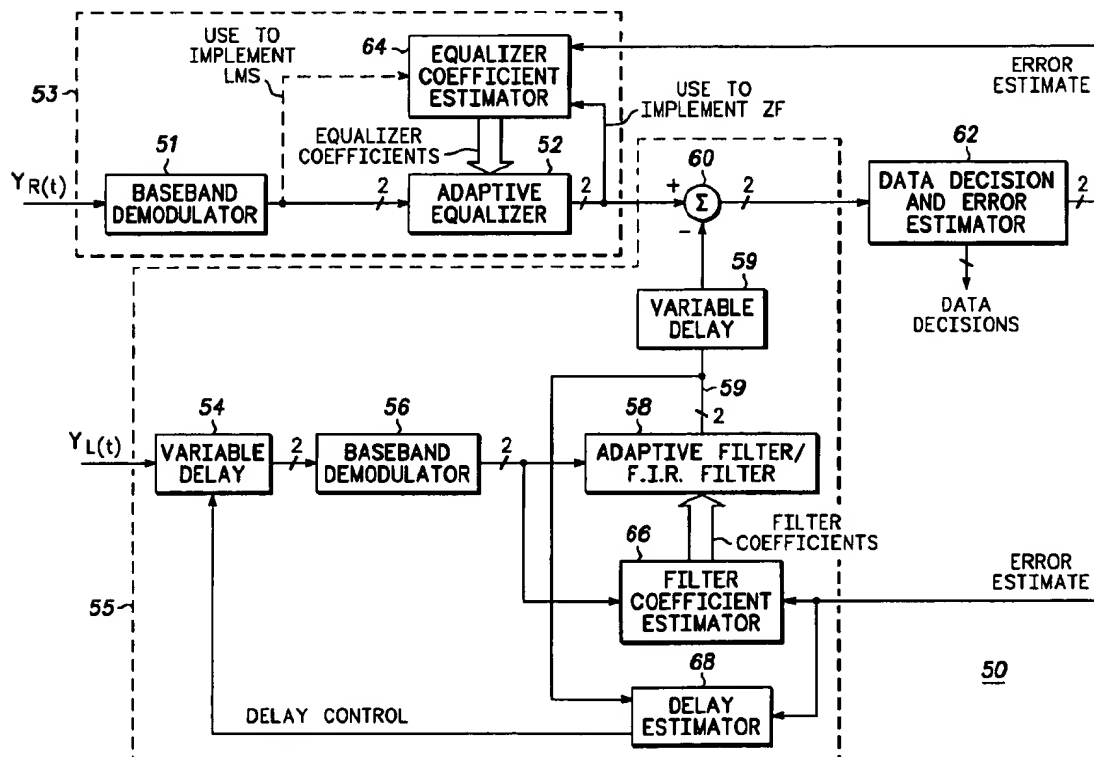 USE TO
IMPLEMENT
LMS
64
EQUALIZER
COEFFICIENT
ESTIMATOR
ERROR
ESTIMATE
53
USE TO
IMPLEMENT ZF
EQUALIZER
COEFFICIENTS
51
52
60
62
YR(t)
BASEBAND
DEMODULATOR
2
ADAPTIVE
EQUALIZER
2
+
Σ
−
2
DATA DECISION
AND ERROR
ESTIMATOR
2
59
VARIABLE
DELAY
DATA
DECISIONS
59
2
54
56
58
YL(t)
VARIABLE
DELAY
2
BASEBAND
DEMODULATOR
2
ADAPTIVE FILTER/
F.I.R. FILTER
FILTER
COEFFICIENTS
66
FILTER
COEFFICIENT
ESTIMATOR
ERROR
ESTIMATE
55
68
DELAY
ESTIMATOR
DELAY CONTROL
50